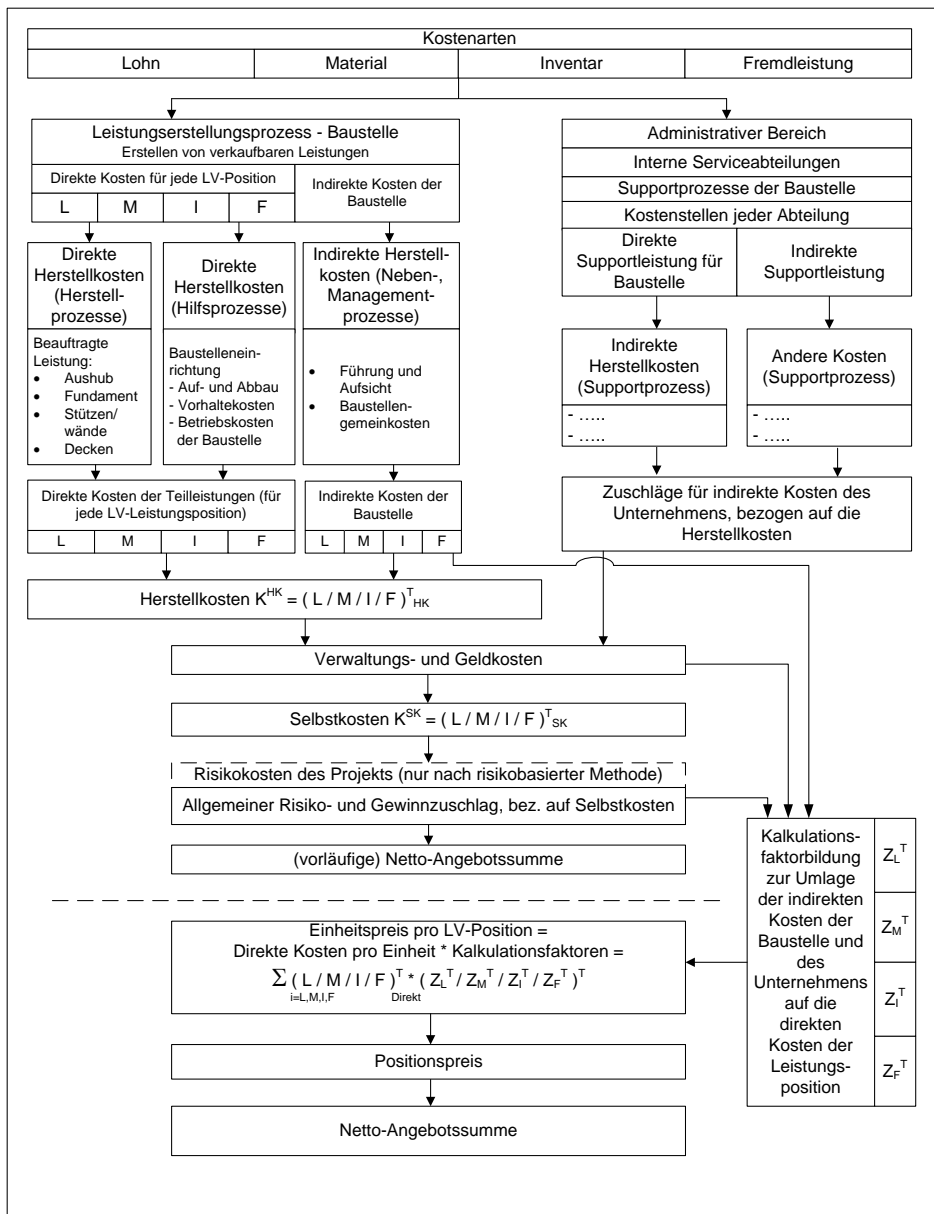 Kostenarten
Lohn
Material
Inventar
Fremdleistung
Leistungserstellungsprozess - Baustelle
Erstellen von verkaufbaren Leistungen
Direkte Kosten für jede LV-Position
L
M
I
F
Indirekte Kosten der
Baustelle
Administrativer Bereich
Interne Serviceabteilungen
Supportprozesse der Baustelle
Kostenstellen jeder Abteilung
Direkte
Supportleistung für
Baustelle
Indirekte
Supportleistung
Direkte
Herstellkosten
(Herstell-
prozesse)
Beauftragte
Leistung:
• Aushub
• Fundament
• Stützen/
wände
• Decken
Direkte
Herstellkosten
(Hilfsprozesse)
Baustellenein-
richtung
- Auf- und Abbau
- Vorhaltekosten
- Betriebskosten
der Baustelle
Indirekte Herstell-
kosten (Neben-,
Management-
prozesse)
• Führung und
Aufsicht
• Baustellen-
gemeinkosten
Indirekte
Herstellkosten
(Supportprozess)
- …..
- …..
Andere Kosten
(Supportprozess)
- …..
- …..
Direkte Kosten der Teilleistungen (für
jede LV-Leistungsposition)
L
M
I
F
Indirekte Kosten der
Baustelle
L
M
I
F
Zuschläge für indirekte Kosten des
Unternehmens, bezogen auf die
Herstellkosten
Herstellkosten K^HK = ( L / M / I / F )^T_HK
Verwaltungs- und Geldkosten
Selbstkosten K^SK = ( L / M / I / F )^T_SK
Risikokosten des Projekts (nur nach risikobasierter Methode)
Allgemeiner Risiko- und Gewinnzuschlag, bez. auf Selbstkosten
(vorläufige) Netto-Angebotssumme
Kalkulations-
faktorbildung
zur Umlage
der indirekten
Kosten der
Baustelle und
des
Unternehmens
auf die
direkten
Kosten der
Leistungs-
position
Z_L^T
Z_M^T
Z_I^T
Z_F^T
Einheitspreis pro LV-Position =
Direkte Kosten pro Einheit * Kalkulationsfaktoren =
Σ ( L / M / I / F )^T * ( Z_L^T / Z_M^T / Z_I^T / Z_F^T )^T
i=L,M,I,F Direkt
Positionspreis
Netto-Angebotssumme